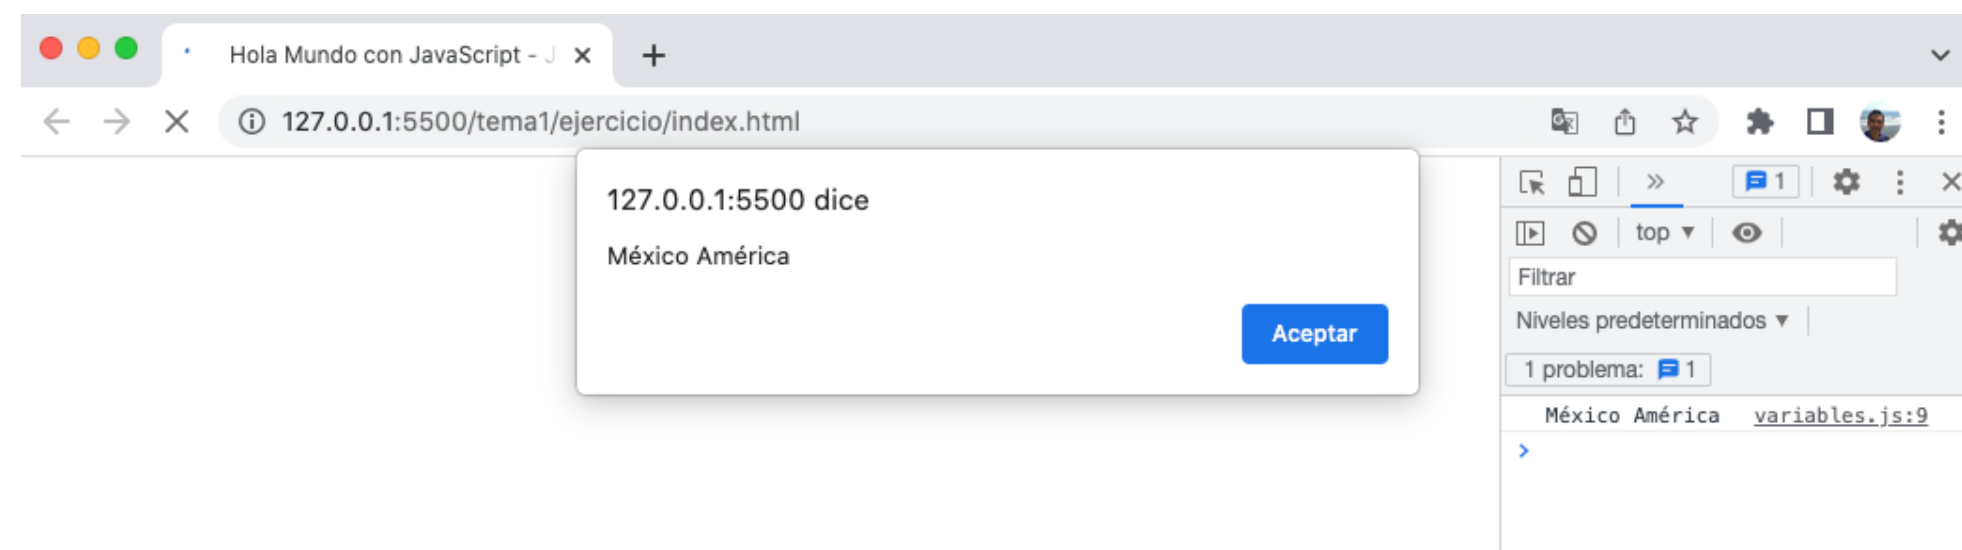 Hola Mundo con JavaScript - J
127.0.0.1:5500/tema1/ejercicio/index.html
127.0.0.1:5500 dice
México América
Aceptar
1
top
Filtrar
Niveles predeterminados
1 problema: 1
México América variables.js:9